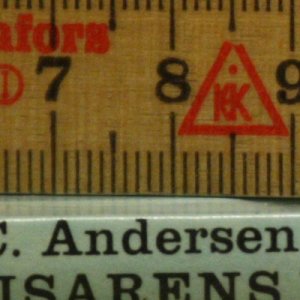 afors
7 8 KK 9
C. Andersen
ISARENS